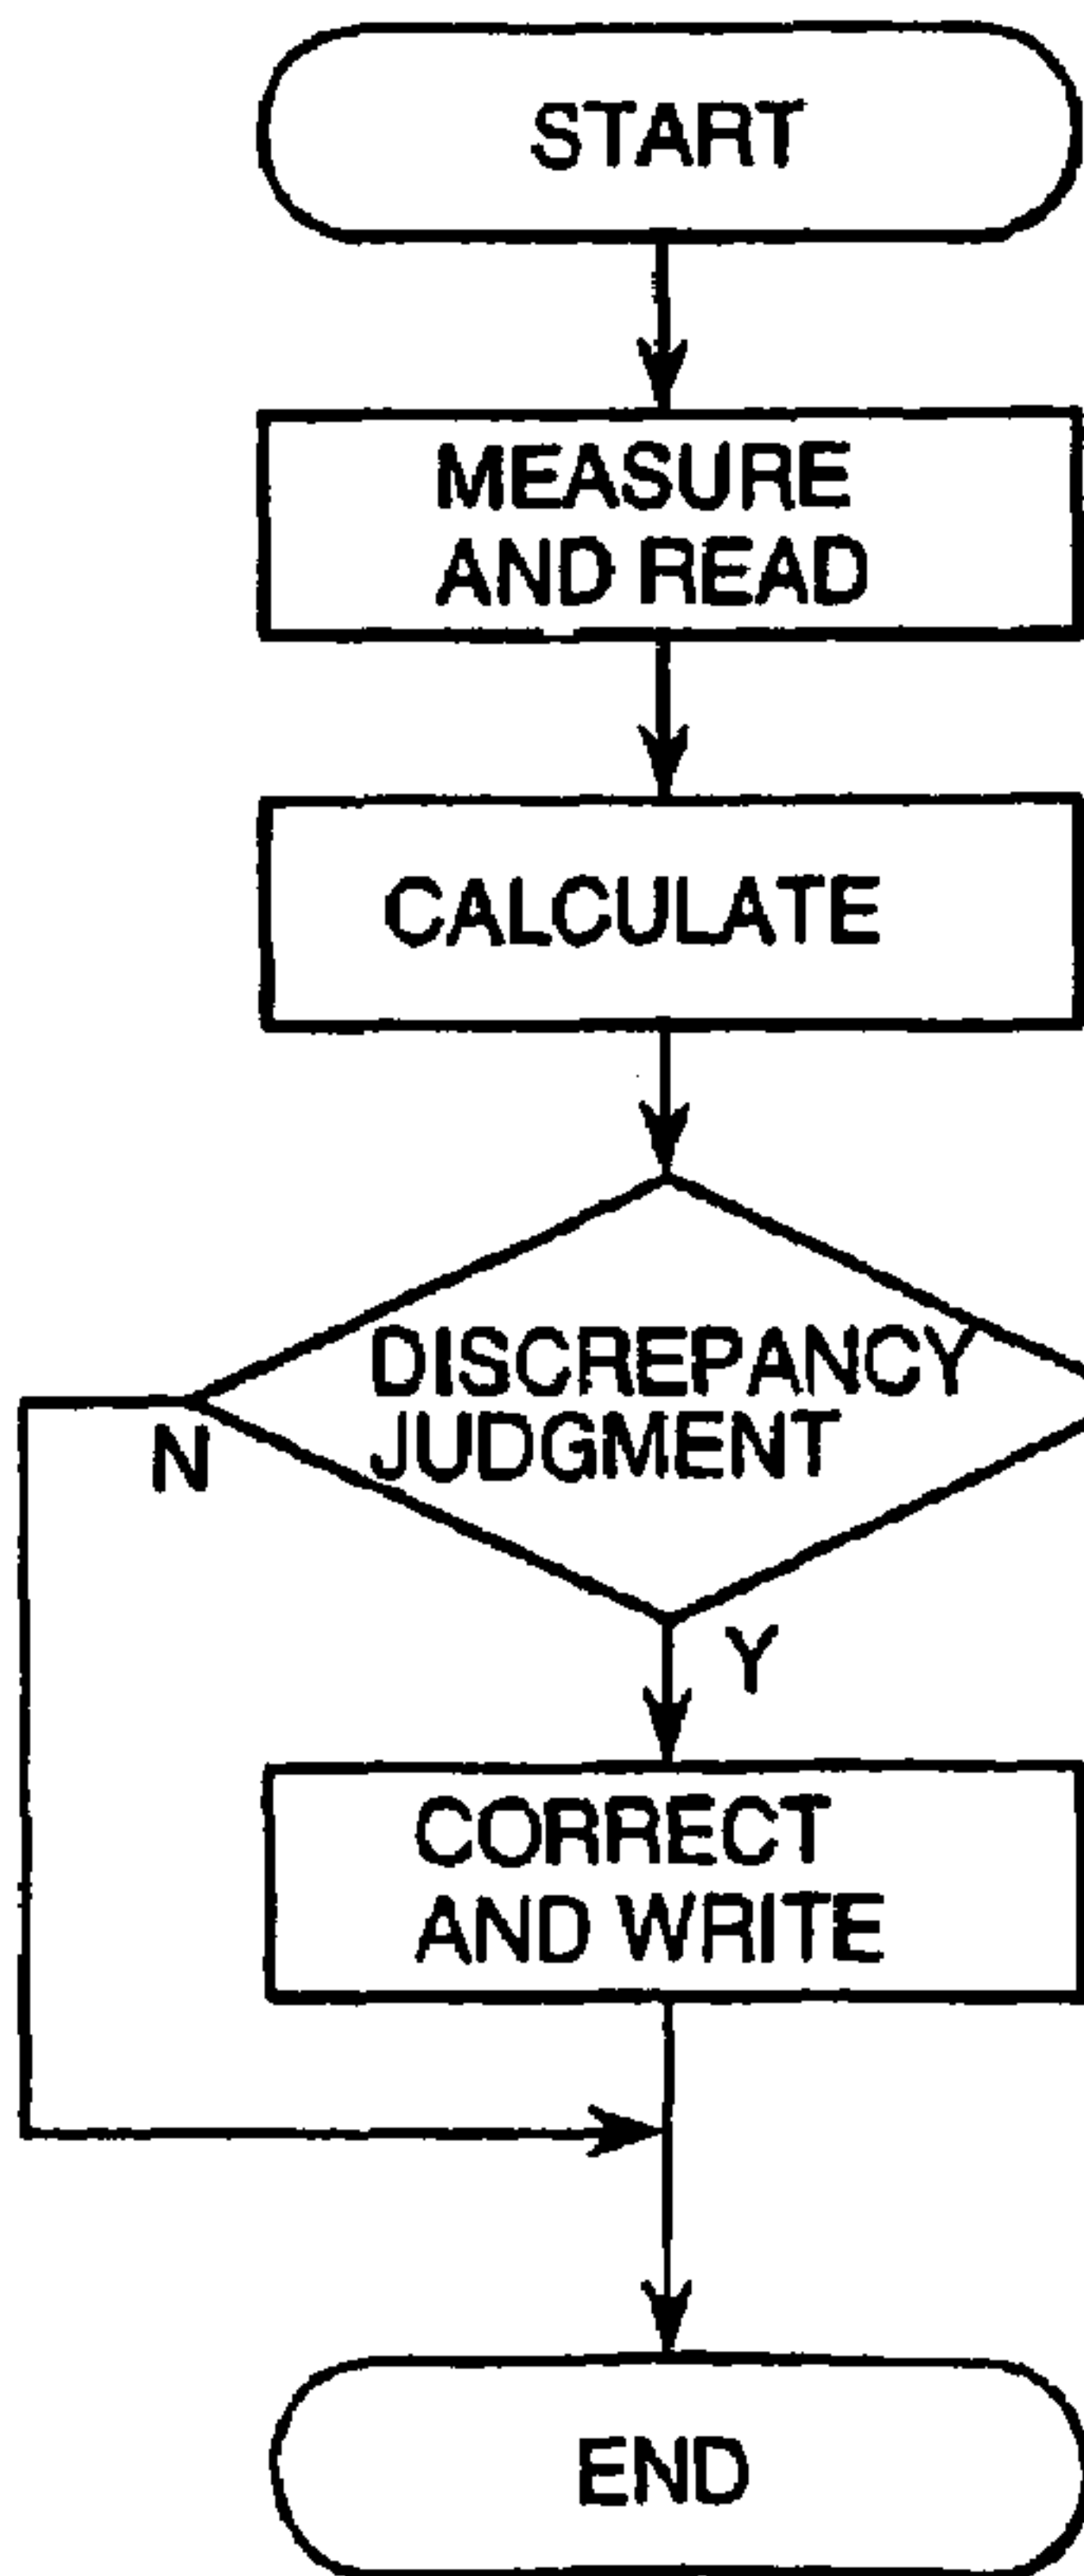 START
MEASURE
AND READ
CALCULATE
DISCREPANCY
JUDGMENT
N
Y
CORRECT
AND WRITE
END